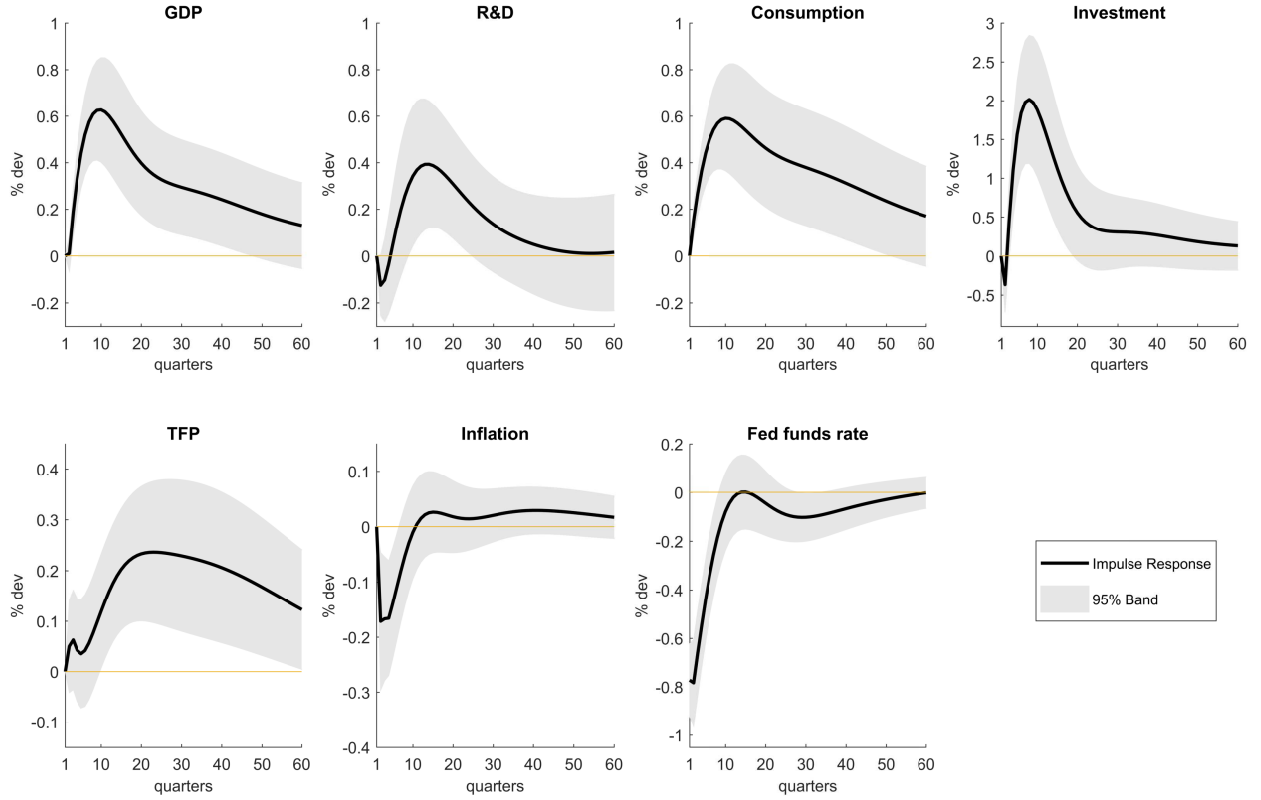 GDP
R&D
Consumption
Investment
1
0.8
0.6
0.4
0.2
0
-0.2
% dev
1 10 20 30 40 50 60
quarters
1
0.8
0.6
0.4
0.2
0
-0.2
% dev
1 10 20 30 40 50 60
quarters
1
0.8
0.6
0.4
0.2
0
-0.2
% dev
1 10 20 30 40 50 60
quarters
3
2.5
2
1.5
1
0.5
0
-0.5
% dev
1 10 20 30 40 50 60
quarters
TFP
Inflation
Fed funds rate
0.4
0.3
0.2
0.1
0
-0.1
% dev
1 10 20 30 40 50 60
quarters
0.1
0
-0.1
-0.2
-0.3
-0.4
% dev
1 10 20 30 40 50 60
quarters
0.2
0
-0.2
-0.4
-0.6
-0.8
-1
% dev
1 10 20 30 40 50 60
quarters
Impulse Response
95% Band